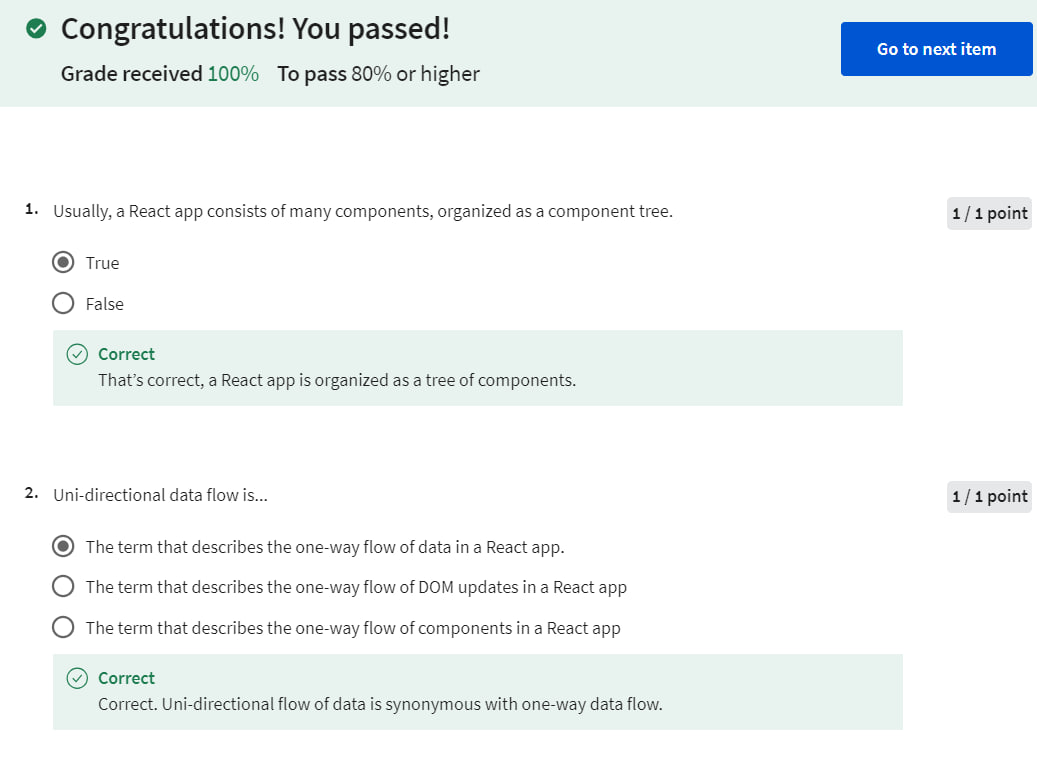 Congratulations! You passed!
Go to next item
Grade received 100% To pass 80% or higher
1. Usually, a React app consists of many components, organized as a component tree.
1 / 1 point
True
False
Correct
That’s correct, a React app is organized as a tree of components.
2. Uni-directional data flow is...
1 / 1 point
The term that describes the one-way flow of data in a React app.
The term that describes the one-way flow of DOM updates in a React app
The term that describes the one-way flow of components in a React app
Correct
Correct. Uni-directional flow of data is synonymous with one-way data flow.